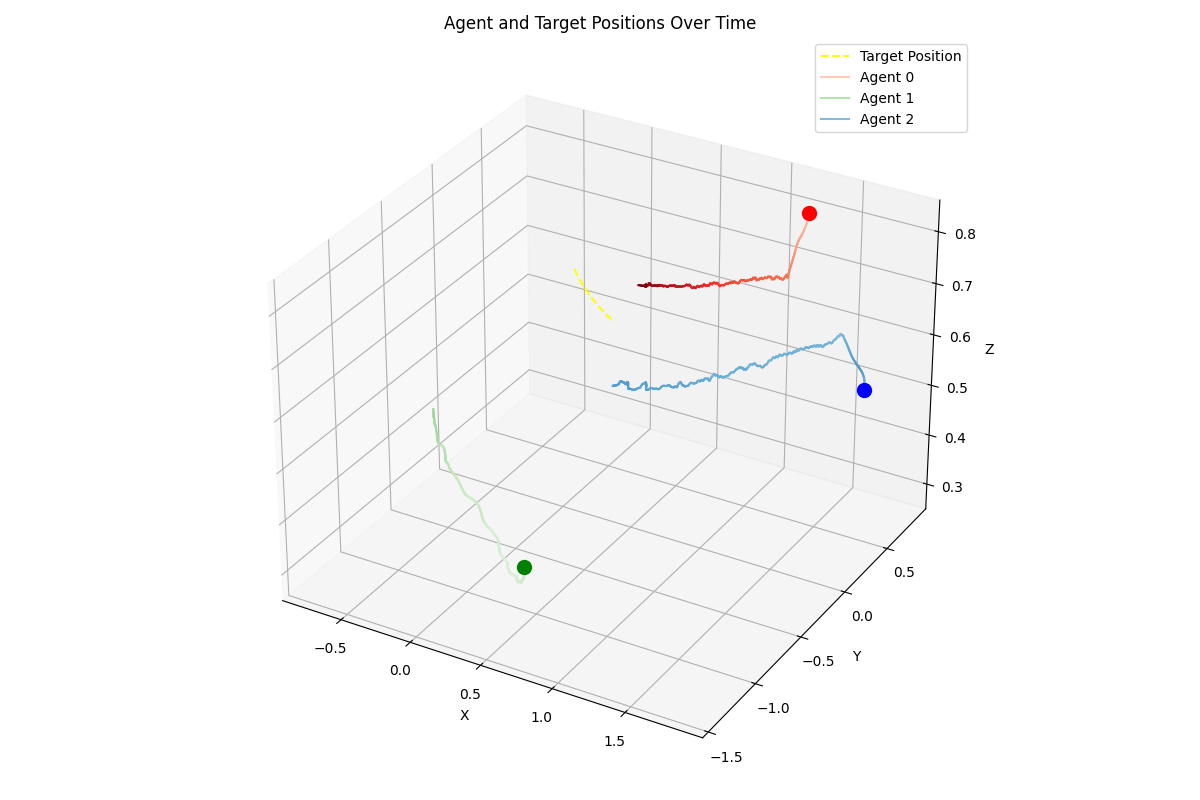 Agent and Target Positions Over Time
Target Position
Agent 0
Agent 1
Agent 2
0.8
0.7
0.6
Z
0.5
0.4
0.3
0.5
0.0
Y
−0.5
−1.0
−1.5
−0.5
0.0
0.5
X
1.0
1.5